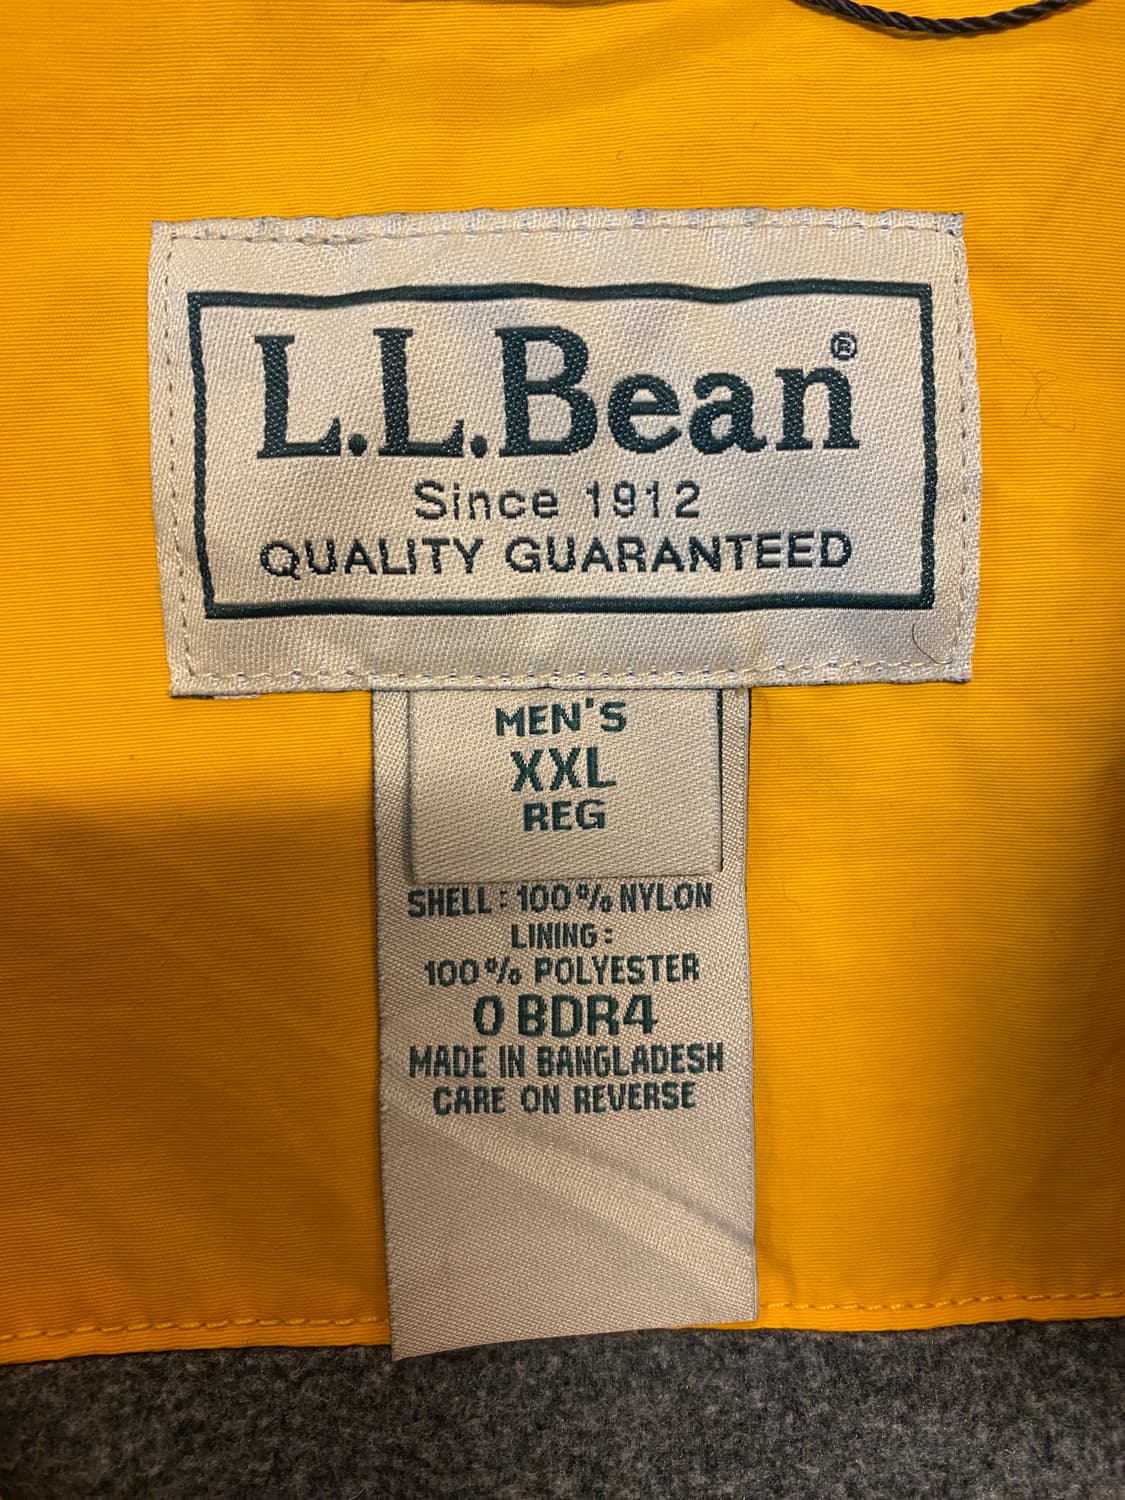 L.L.Bean®
Since 1912
QUALITY GUARANTEED
MEN'S
XXL
REG
SHELL: 100% NYLON
LINING:
100% POLYESTER
0 BDR4
MADE IN BANGLADESH
CARE ON REVERSE